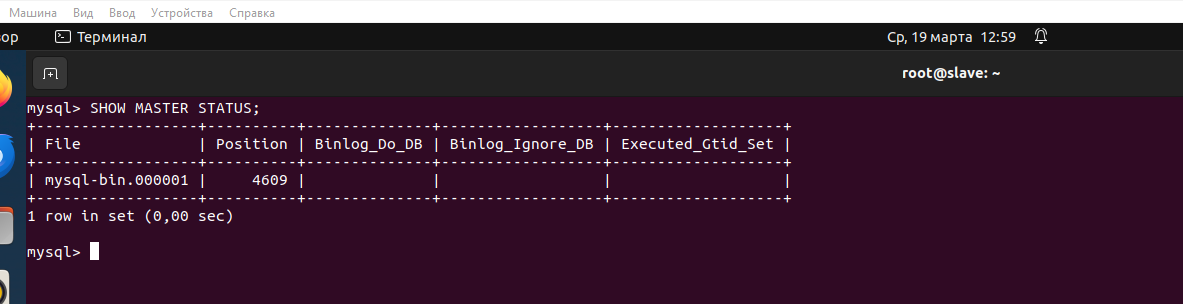 Машина Вид Ввод Устройства Справка
ор Терминал Ср, 19 марта 12:59
root@slave: ~
mysql> SHOW MASTER STATUS;
+------------------+----------+--------------+------------------+-------------------+
| File             | Position | Binlog_Do_DB | Binlog_Ignore_DB | Executed_Gtid_Set |
+------------------+----------+--------------+------------------+-------------------+
| mysql-bin.000001 |     4609 |              |                  |                   |
+------------------+----------+--------------+------------------+-------------------+
1 row in set (0,00 sec)
mysql>